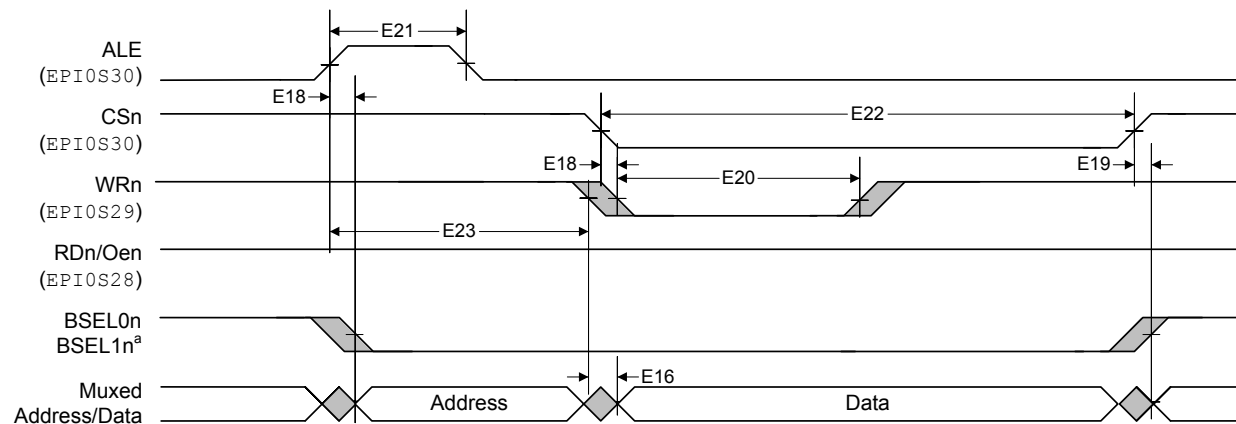 E21
ALE
(EPI0S30)
E18
CSn
E22
(EPI0S30)
E18
E19
WRn
E20
(EPI0S29)
E23
RDn/Oen
(EPI0S28)
BSEL0n
BSEL1nᵃ
E16
Muxed
Address/Data
Address
Data